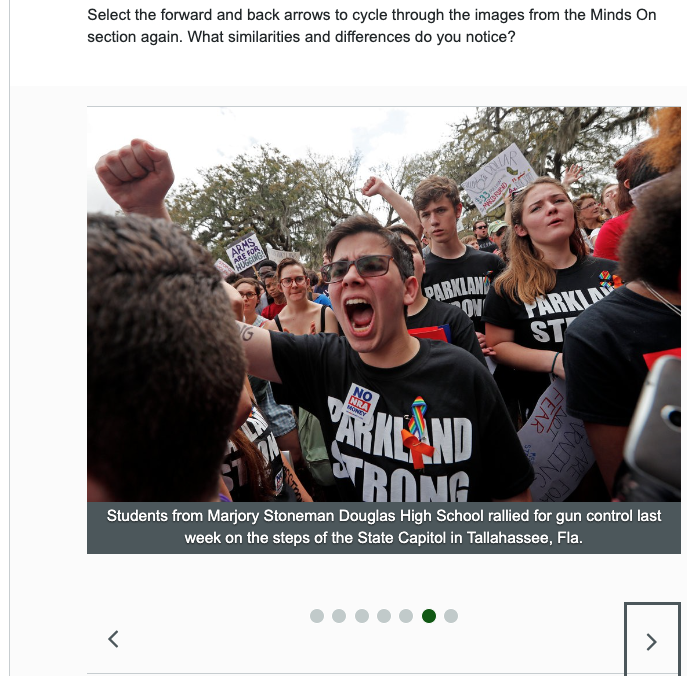 Select the forward and back arrows to cycle through the images from the Minds On
section again. What similarities and differences do you notice?
ARMS
ARE FOR
HUGGING!
PARKLAND
PARKLA
ST
NO
NRA
MONEY
PARKLAND
STRONG
FEAR
Students from Marjory Stoneman Douglas High School rallied for gun control last
week on the steps of the State Capitol in Tallahassee, Fla.